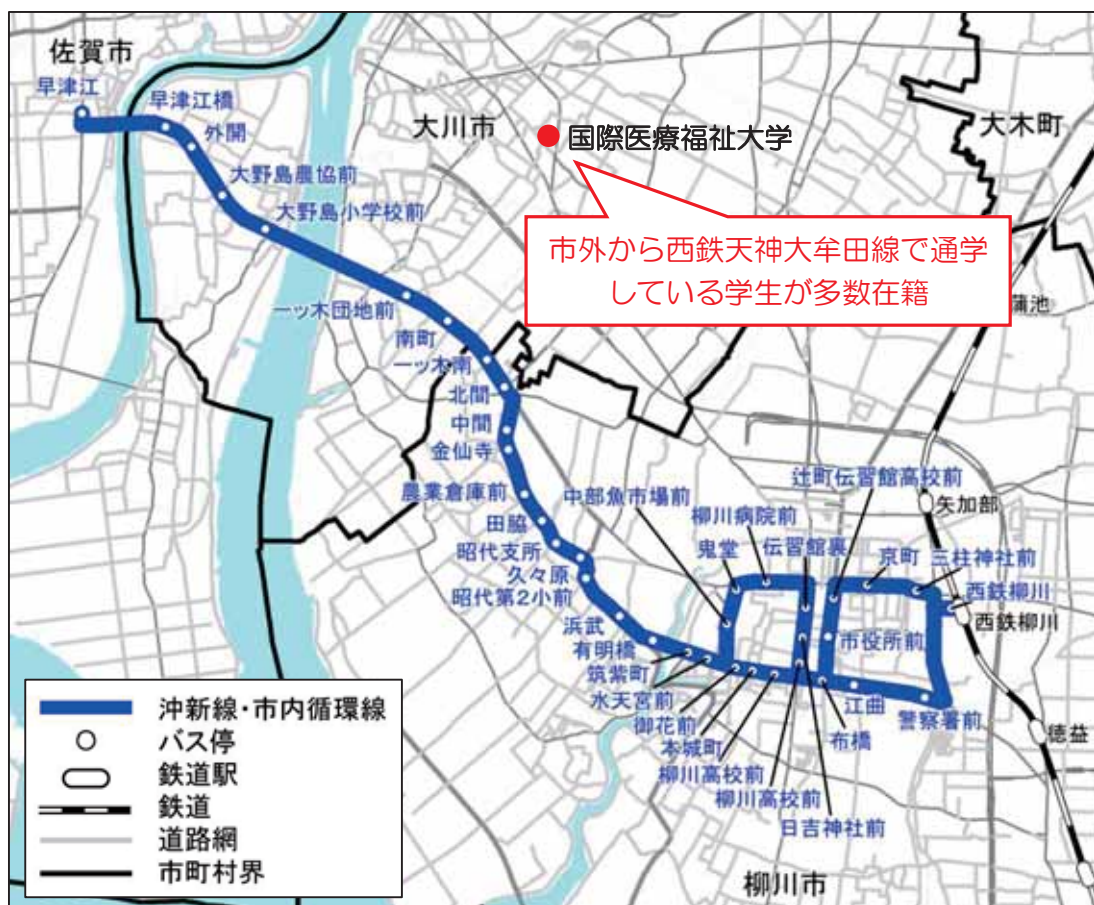 佐賀市
早津江
早津江橋
外開
大野島農協前
大野島小学校前
大川市
国際医療福祉大学
大木町
市外から西鉄天神大牟田線で通学
している学生が多数在籍
蒲池
一ッ木団地前
南町
一ッ木南
北間
中間
金仙寺
農業倉庫前
田脇
昭代支所
久々原
昭代第2小前
浜武
有明橋
筑紫町
水天宮前
御花前
本城町
柳川高校前
柳川高校前
日吉神社前
中部魚市場前
鬼堂
柳川病院前
伝習館裏
辻町伝習館高校前
京町
三柱神社前
西鉄柳川
西鉄柳川
矢加部
市役所前
江曲
警察署前
布橋
徳益
柳川市
沖新線・市内循環線
バス停
鉄道駅
鉄道
道路網
市町村界